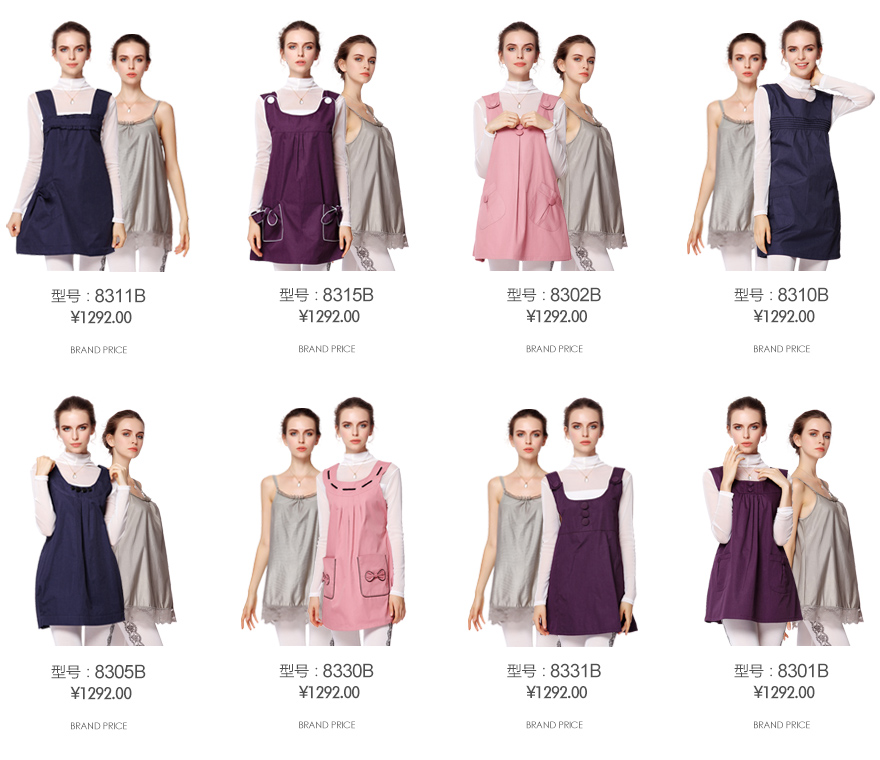 型号：8311B
¥1292.00
BRAND PRICE
型号：8315B
¥1292.00
BRAND PRICE
型号：8302B
¥1292.00
BRAND PRICE
型号：8310B
¥1292.00
BRAND PRICE
型号：8305B
¥1292.00
BRAND PRICE
型号：8330B
¥1292.00
BRAND PRICE
型号：8331B
¥1292.00
BRAND PRICE
型号：8301B
¥1292.00
BRAND PRICE